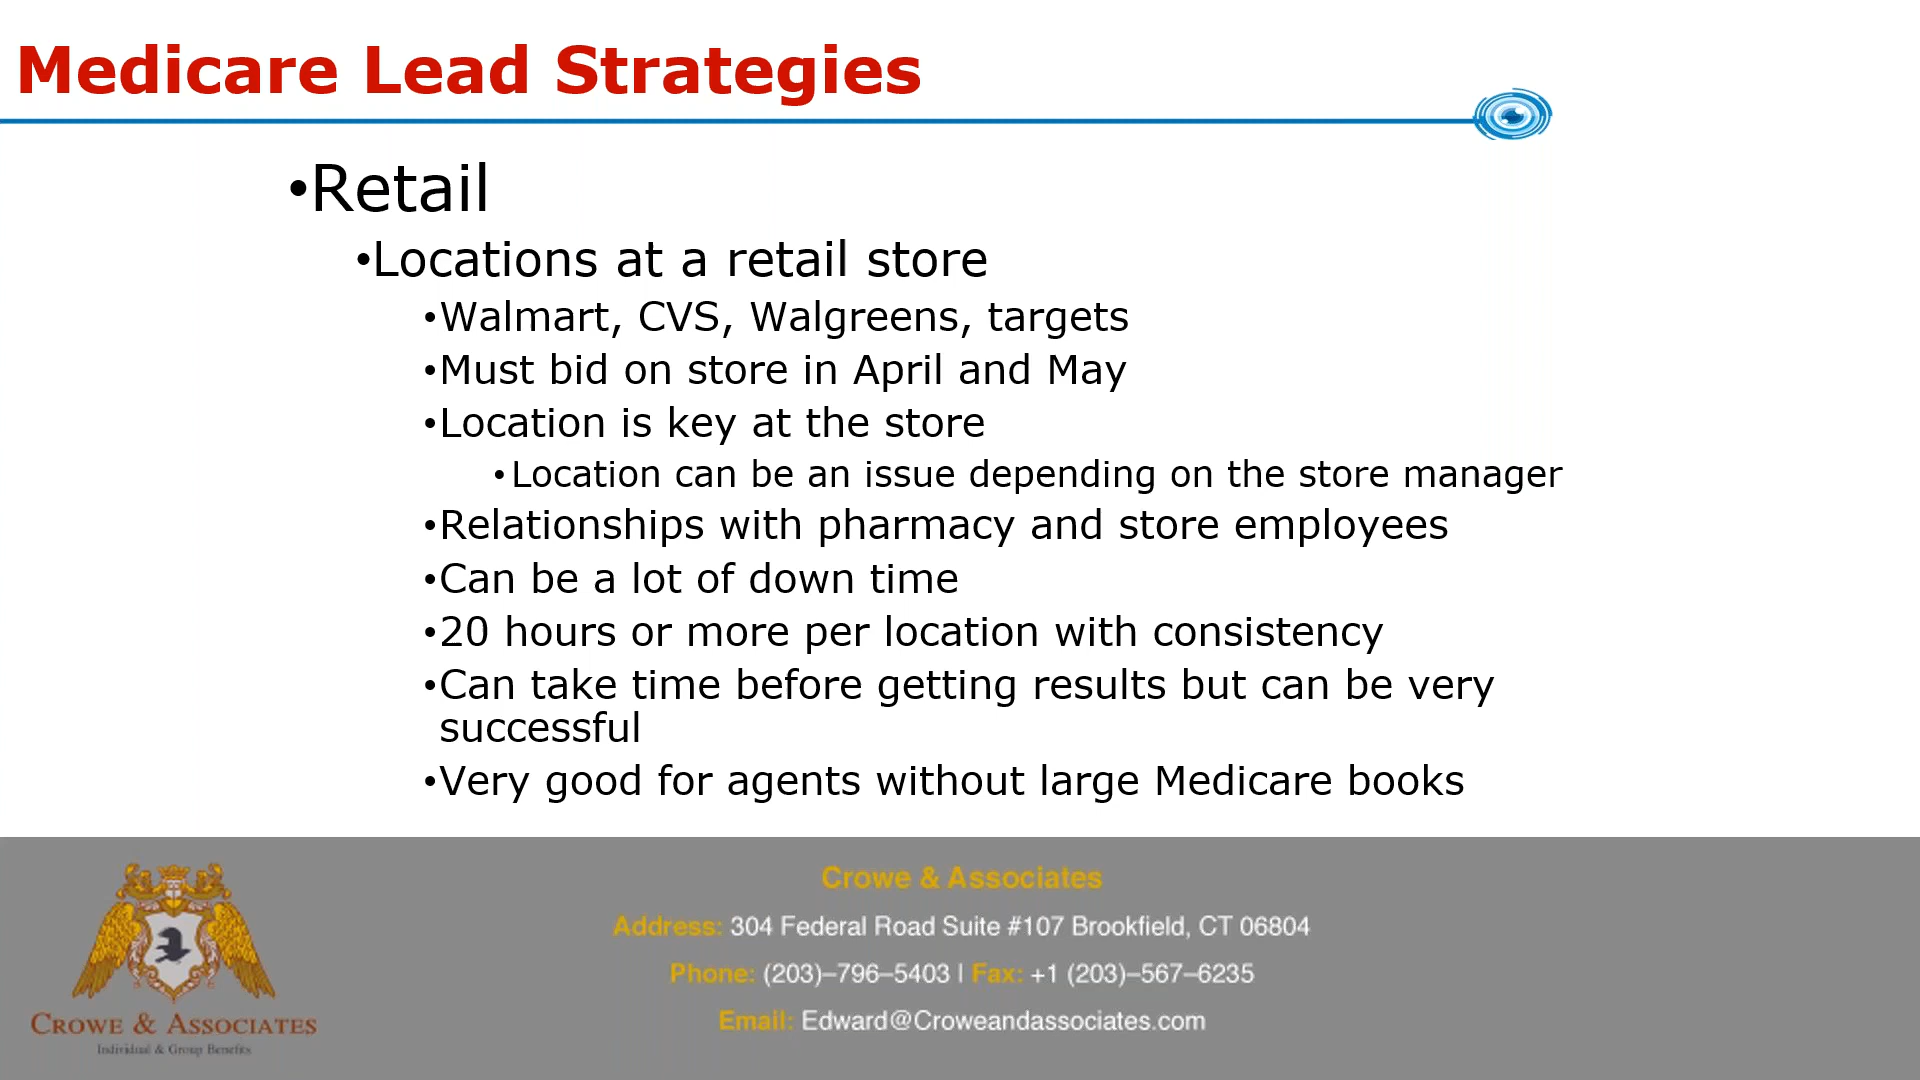 Medicare Lead Strategies
•Retail
•Locations at a retail store
•Walmart, CVS, Walgreens, targets
•Must bid on store in April and May
•Location is key at the store
•Location can be an issue depending on the store manager
•Relationships with pharmacy and store employees
•Can be a lot of down time
•20 hours or more per location with consistency
•Can take time before getting results but can be very
successful
•Very good for agents without large Medicare books
Crowe & Associates
Address: 304 Federal Road Suite #107 Brookfield, CT 06804
Phone: (203)–796–5403 | Fax: +1 (203)–567–6235
Email: Edward@Croweandassociates.com
CROWE & ASSOCIATES
Individual & Group Benefits